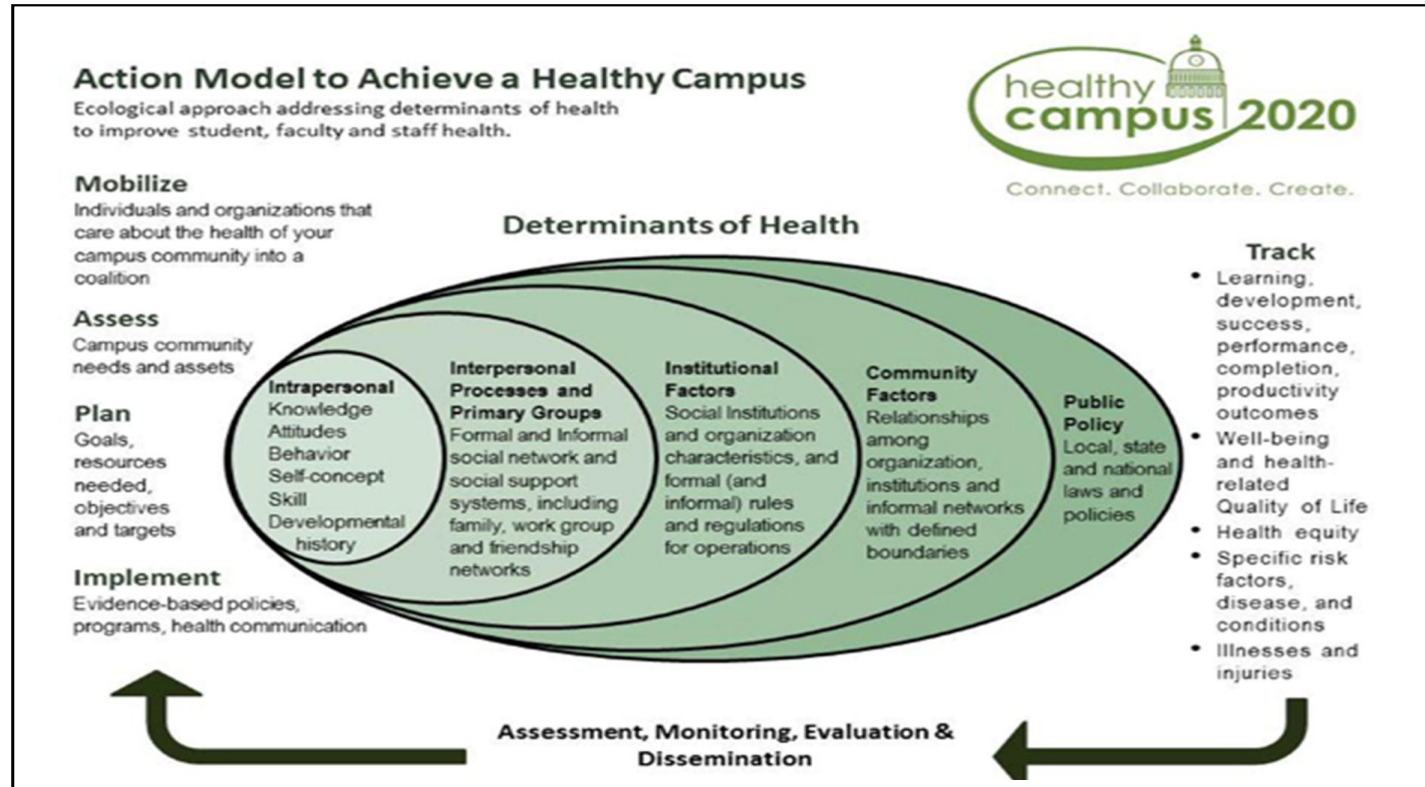 Action Model to Achieve a Healthy Campus
Ecological approach addressing determinants of health
to improve student, faculty and staff health.
healthy
campus 2020
Connect. Collaborate. Create.
Mobilize
Individuals and organizations that
care about the health of your
campus community into a
coalition
Assess
Campus community
needs and assets
Plan
Goals,
resources
needed,
objectives
and targets
Implement
Evidence-based policies,
programs, health communication
Determinants of Health
Intrapersonal
Knowledge
Attitudes
Behavior
Self-concept
Skill
Developmental
history
Interpersonal
Processes and
Primary Groups
Formal and Informal
social network and
social support
systems, including
family, work group
and friendship
networks
Institutional
Factors
Social Institutions
and organization
characteristics, and
formal (and
informal) rules
and regulations
for operations
Community
Factors
Relationships
among
organization,
institutions and
informal networks
with defined
boundaries
Public
Policy
Local, state
and national
laws and
policies
Track
• Learning,
development,
success,
performance,
completion,
productivity
outcomes
• Well-being
and health-
related
Quality of Life
• Health equity
• Specific risk
factors,
disease, and
conditions
• Illnesses and
injuries
Assessment, Monitoring, Evaluation &
Dissemination